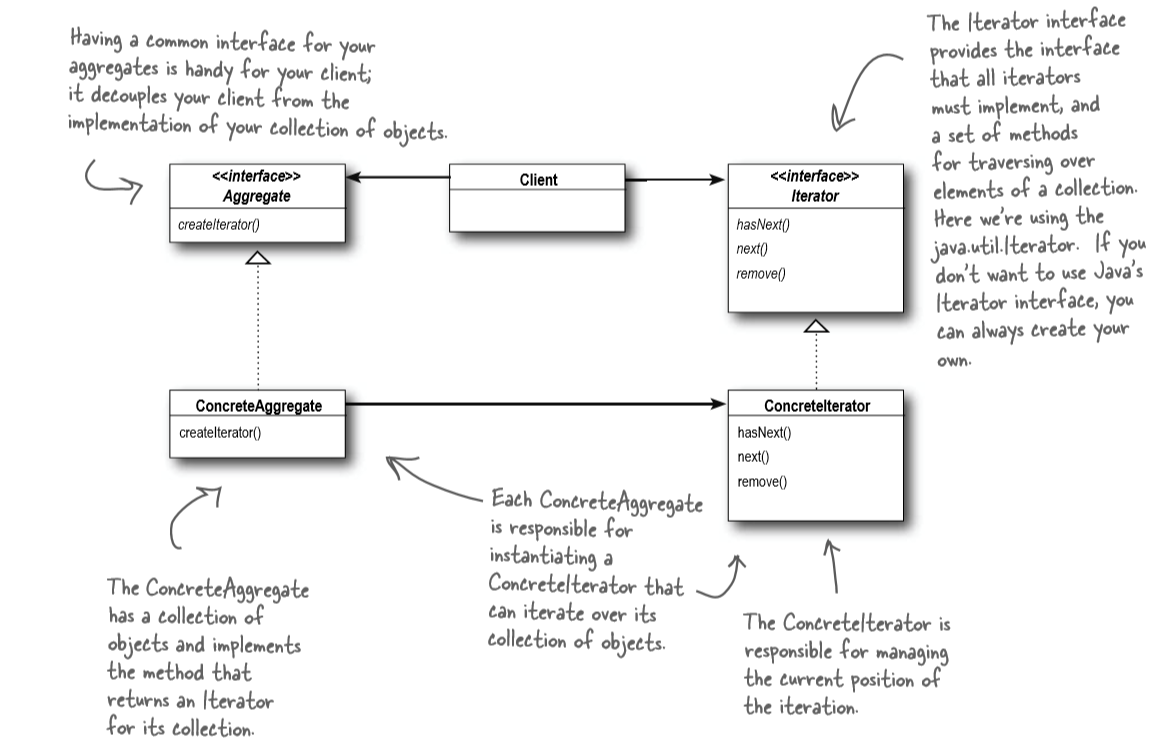 Having a common interface for your
aggregates is handy for your client;
it decouples your client from the
implementation of your collection of objects.
The Iterator interface
provides the interface
that all iterators
must implement, and
a set of methods
for traversing over
elements of a collection.
Here we're using the
java.util.Iterator. If you
don't want to use Java's
Iterator interface, you
can always create your
own.
<<interface>>
Aggregate
createIterator()
Client
<<interface>>
Iterator
hasNext()
next()
remove()
ConcreteAggregate
createIterator()
ConcreteIterator
hasNext()
next()
remove()
The ConcreteAggregate
has a collection of
objects and implements
the method that
returns an Iterator
for its collection.
Each ConcreteAggregate
is responsible for
instantiating a
ConcreteIterator that
can iterate over its
collection of objects.
The ConcreteIterator is
responsible for managing
the current position of
the iteration.